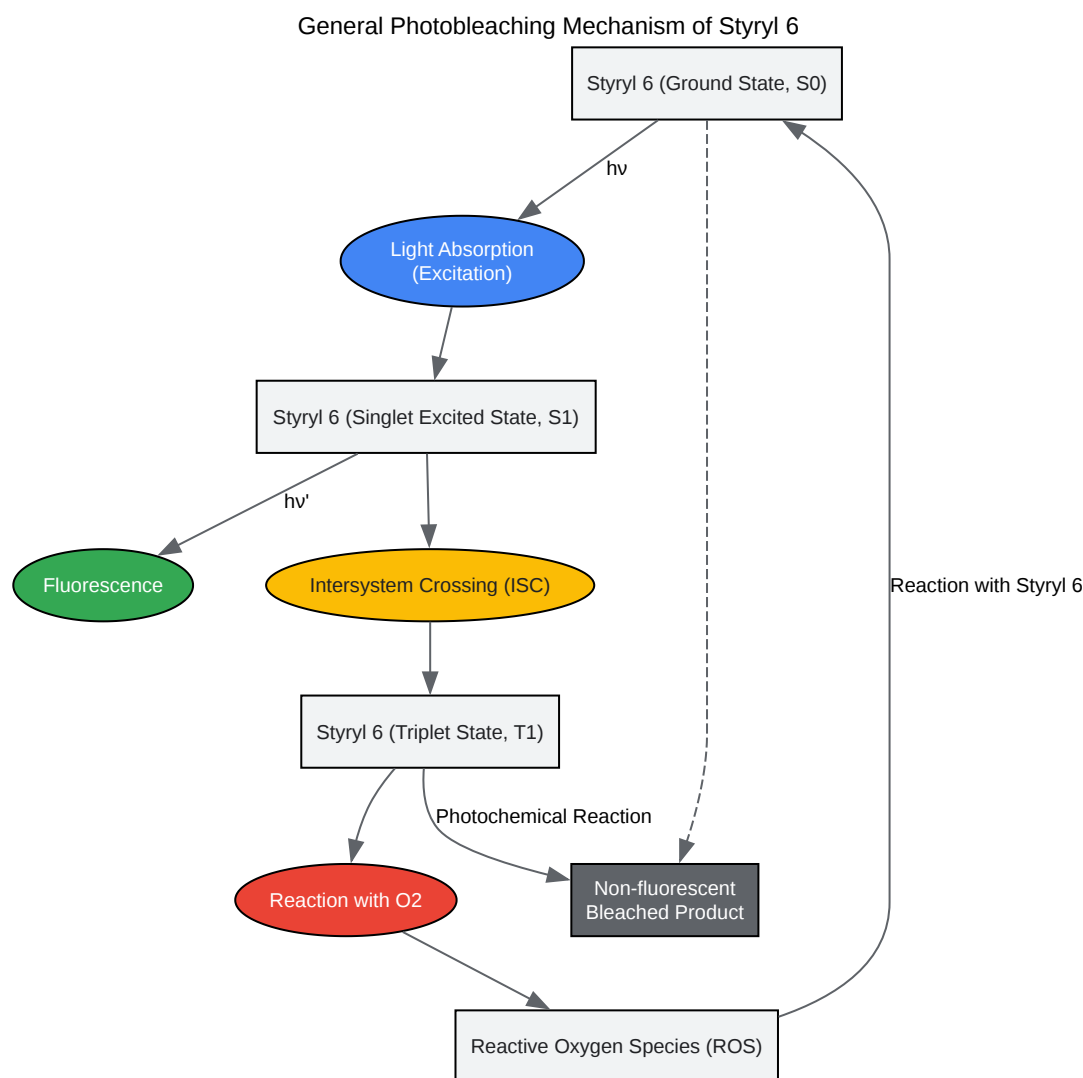 General Photobleaching Mechanism of Styryl 6
Styryl 6 (Ground State, S0)
hν
Light Absorption
(Excitation)
Styryl 6 (Singlet Excited State, S1)
hν'
Fluorescence
Intersystem Crossing (ISC)
Reaction with Styryl 6
Styryl 6 (Triplet State, T1)
Photochemical Reaction
Reaction with O2
Non-fluorescent
Bleached Product
Reactive Oxygen Species (ROS)